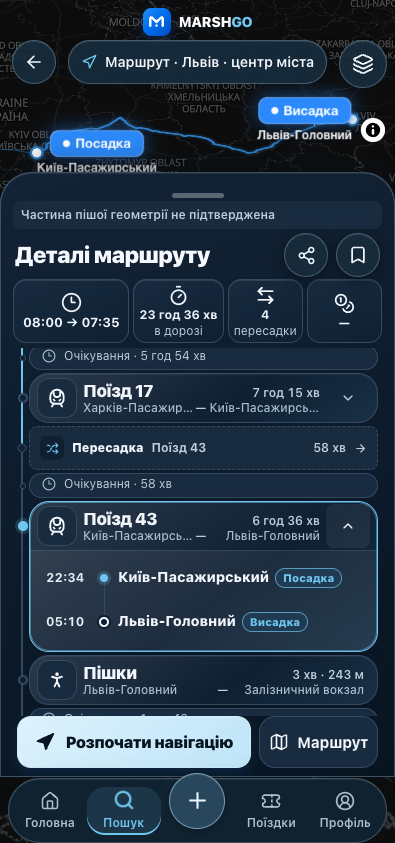 MARSHGO
Маршрут · Львів · центр міста
KHMELNYTSKYI OBLAST
ХМЕЛЬНИЦЬКА
ОБЛАСТЬ
Висадка
Львів-Головний
Посадка
Київ-Пасажирський
ZHYTOMYR OBLAST
Частина пішої геометрії не підтверджена
Деталі маршруту
08:00 → 07:35
23 год 36 хв
в дорозі
4
пересадки
—
Очікування · 5 год 54 хв
Поїзд 17
7 год 15 хв
Харків-Пасажир... — Київ-Пасажирсь...
Пересадка Поїзд 43 58 хв →
Очікування · 58 хв
Поїзд 43
6 год 36 хв
Київ-Пасажирсь... — Львів-Головний
22:34 Київ-Пасажирський Посадка
05:10 Львів-Головний Висадка
Пішки
3 хв · 243 м
Львів-Головний — Залізничний вокзал
Розпочати навігацію
Маршрут
Головна
Пошук
Поїздки
Профіль